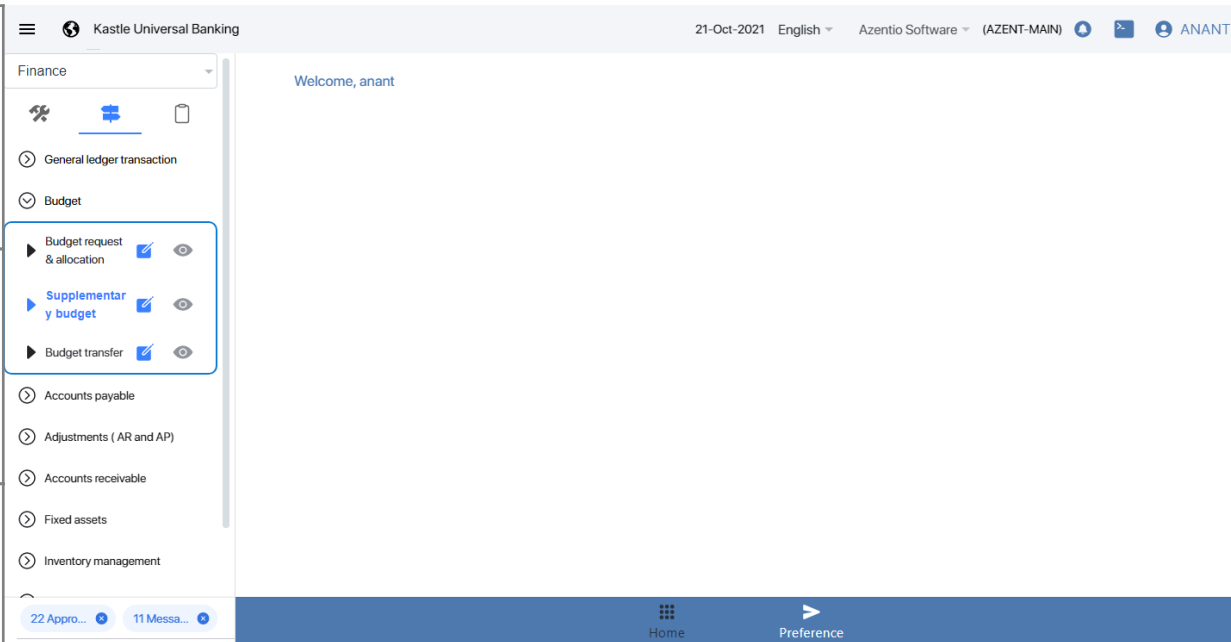 Kastle Universal Banking
21-Oct-2021 English Azentio Software (AZENT-MAIN) ANANT
Finance
Welcome, anant
General ledger transaction
Budget
Budget request
& allocation
Supplementar
y budget
Budget transfer
Accounts payable
Adjustments ( AR and AP)
Accounts receivable
Fixed assets
Inventory management
22 Appro... 11 Messa...
Home
Preference